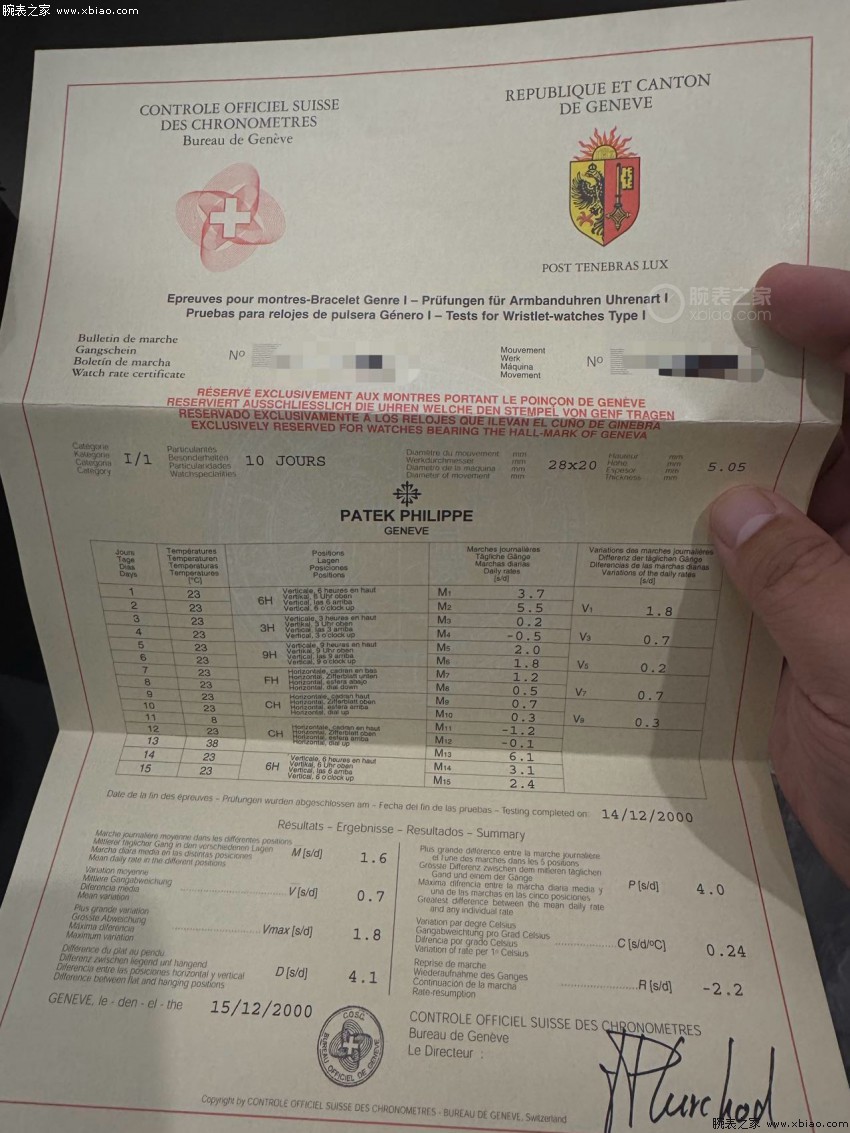 腕表之家 www.xbiao.com
CONTROLE OFFICIEL SUISSE
DES CHRONOMETRES
Bureau de Genève
REPUBLIQUE ET CANTON
DE GENEVE
POST TENEBRAS LUX
腕表之家
xbiao.com
Epreuves pour montres-Bracelet Genre I – Prüfungen für Armbanduhren Uhrenart I
Pruebas para relojes de pulsera Género I – Tests for Wristlet-watches Type I
Bulletin de marche
Gangschein
Boletin de marcha
Watch rate certificate
Nº
Mouvement
Werk
Máquina
Movement
Nº
RÉSERVÉ EXCLUSIVEMENT AUX MONTRES PORTANT LE POINÇON DE GENÈVE
RESERVIERT AUSSCHLIESSLICH DIE UHREN WELCHE DEN STEMPEL VON GENF TRAGEN
RESERVADO EXCLUSIVAMENTE A LOS RELOJES QUE ILEVAN EL CUÑO DE GINEBRA
EXCLUSIVELY RESERVED FOR WATCHES BEARING THE HALL-MARK OF GENEVA
Catégorie
Kategorie
Categoria
Category
I/1
Particularités
Besonderheiten
Particularidades
Watchspecialities
10 JOURS
Diamètre du mouvement mm
Werkdurchmesser mm
Diametro de la maquina mm
Diameter of movement mm
28x20
Hauteur mm
Höhe mm
Espesor mm
Thickness mm
5.05
PATEK PHILIPPE
GENEVE
Jours
Tage
Dias
Days
Températures
Temperaturen
Temperaturas
Temperatures
[°C]
Positions
Lagen
Posiciones
Positions
Marches journalières
Tägliche Gänge
Marchas diarias
Daily rates
[s/d]
Variations des marches journalières
Differenz der täglichen Gänge
Diferencias de las marchas diarias
Variations of the daily rates
[s/d]
1 23 M1 3.7
2 23 M2 5.5
6H
Verticale, 6 heures en haut
Vertikal, 6 Uhr oben
Vertical, las 6 arriba
Vertical, 6 o'clock up
V1 1.8
3 23 M3 0.2
4 23 M4 -0.5
3H
Verticale, 3 heures en haut
Vertikal, 3 Uhr oben
Vertical, las 3 arriba
Vertical, 3 o'clock up
V3 0.7
5 23 M5 2.0
6 23 M6 1.8
9H
Verticale, 9 heures en haut
Vertikal, 9 Uhr oben
Vertical, las 9 arriba
Vertical, 9 o'clock up
V5 0.2
7 23 M7 1.2
8 23 M8 0.5
FH
Horizontale, cadran en bas
Horizontal, Zifferblatt unten
Horizontal, esfera abajo
Horizontal, dial down
V7 0.7
9 23 M9 0.7
10 23 M10 0.3
CH
Horizontale, cadran en haut
Horizontal, Zifferblatt oben
Horizontal, esfera arriba
Horizontal, dial up
V9 0.3
11 8 M11 -1.2
12 23 M12 -0.1
13 38 M13 6.1
CH
Horizontale, cadran en haut
Horizontal, Zifferblatt oben
Horizontal, esfera arriba
Horizontal, dial up
14 23 M14 3.1
15 23 M15 2.4
6H
Verticale, 6 heures en haut
Vertikal, 6 Uhr oben
Vertical, las 6 arriba
Vertical, 6 o'clock up
Date de la fin des épreuves – Prüfungen wurden abgeschlossen am – Fecha del fin de las pruebas – Testing completed on 14/12/2000
Résultats – Ergebnisse – Resultados – Summary
Marche journalière moyenne dans les différentes positions
Mittlerer täglicher Gang in den verschiedenen Lagen
Marcha diaria media en las distintas posiciones
Mean daily rate in the different positions
M [s/d] 1.6
Variation moyenne
Mittlere Gangabweichung
Diferencia media
Mean variation
V [s/d] 0.7
Plus grande variation
Grösste Abweichung
Máxima diferencia
Maximum variation
Vmax [s/d] 1.8
Différence du plat au pendu
Differenz zwischen liegend unt hangend
Diferencia entre las posiciones horizontal y vertical
Difference between flat and hanging positions
D [s/d] 4.1
Plus grande différence entre la marche journalière
et l'une des marches dans les 5 positions
Grösste Differenz zwischen dem mitteren täglichen
Gand und einom der Gänge
Máxima difrencia entre la marcha diaria media y
una de las marchas en las cinco posiciones
Greatest difference between the mean daily rate
and any individual rate
P [s/d] 4.0
Variation par degre Celsius
Gangabweichung pro Grad Celsius
Difrencia por grado Celsius
Variation of rate per 1° Celsius
C [s/d/°C] 0.24
Reprise de marche
Wiederaufnahme des Ganges
Continuación de la marcha
Rate-resumption
R [s/d] -2.2
GENEVE, le - den - el - the 15/12/2000
C.O.S.C.
BUREAU OFFICIEL DE GENEVE
CONTROLE OFFICIEL SUISSE DES CHRONOMETRES
Bureau de Genève
Le Directeur :
Copyright by CONTROLE OFFICIEL SUISSE DES CHRONOMETRES - BUREAU DE GENEVE, Switzerland
腕表之家 www.xbiao.com